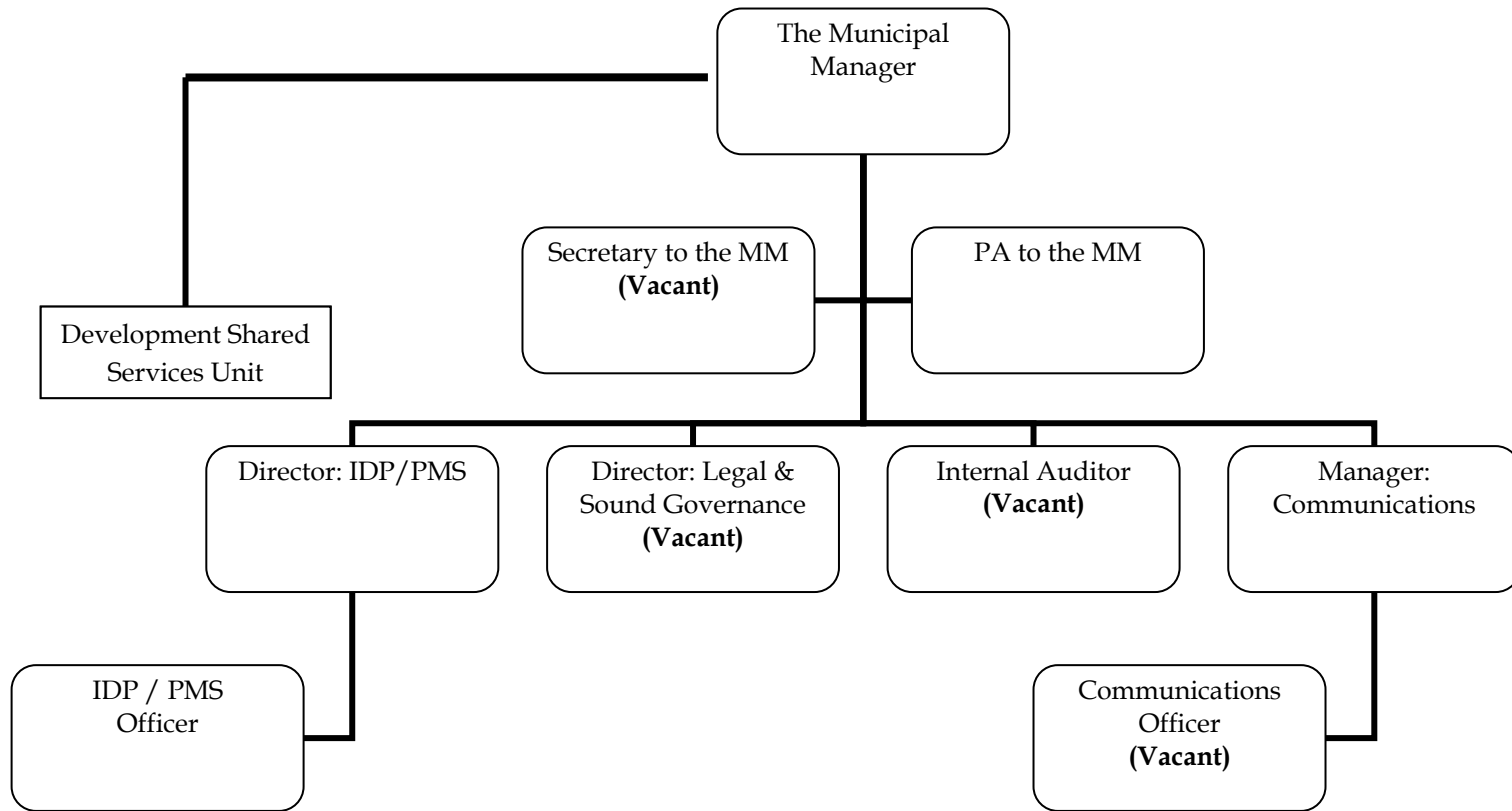 The Municipal
Manager
Secretary to the MM
(Vacant)
PA to the MM
Development Shared
Services Unit
Director: IDP/PMS
Director: Legal &
Sound Governance
(Vacant)
Internal Auditor
(Vacant)
Manager:
Communications
IDP / PMS
Officer
Communications
Officer
(Vacant)